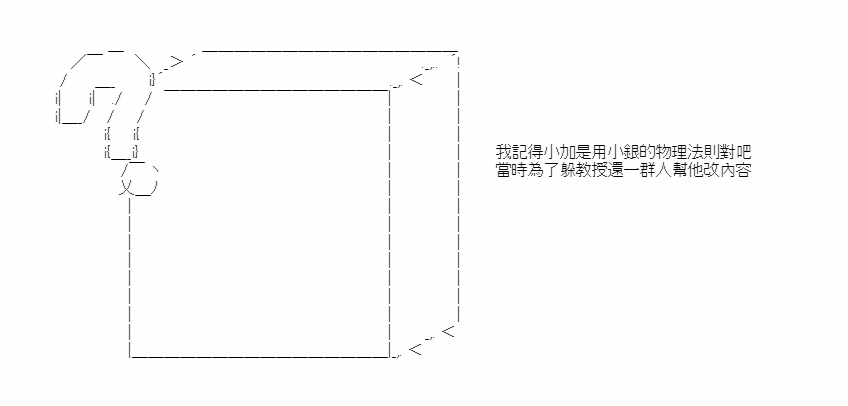 我記得小加是用小銀的物理法則對吧
當時為了躲教授還一群人幫他改內容